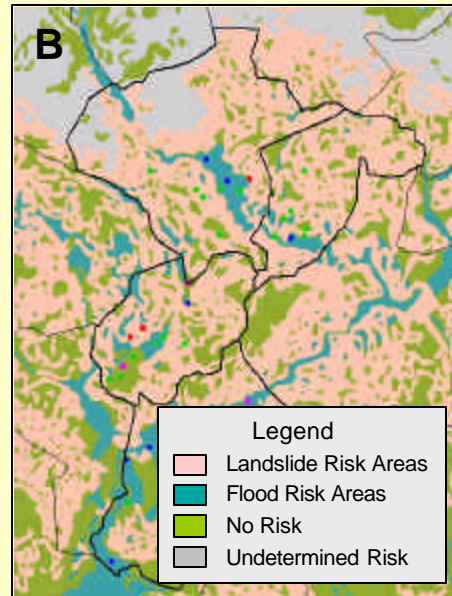 B
Legend
Landslide Risk Areas
Flood Risk Areas
No Risk
Undetermined Risk